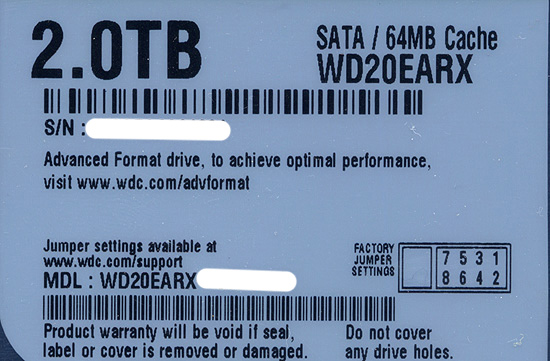 2.0TB
SATA / 64MB Cache
WD20EARX
S/N :
Advanced Format drive, to achieve optimal performance,
visit www.wdc.com/advformat
Jumper settings available at
www.wdc.com/support
MDL : WD20EARX
FACTORY
JUMPER
SETTINGS
7 5 3 1
8 6 4 2
Product warranty will be void if seal,
label or cover is removed or damaged.
Do not cover
any drive holes.